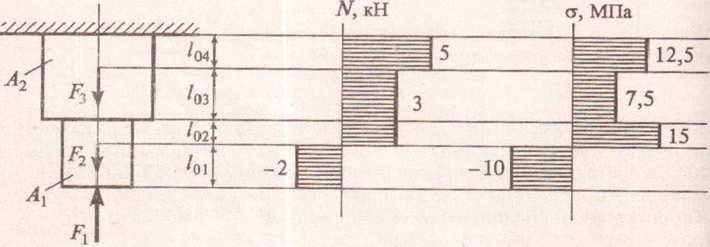 N, кН
σ, МПа
A₂
F₃
l₀₄
5
12,5
l₀₃
3
7,5
F₂
l₀₂
15
A₁
l₀₁
−2
−10
F₁